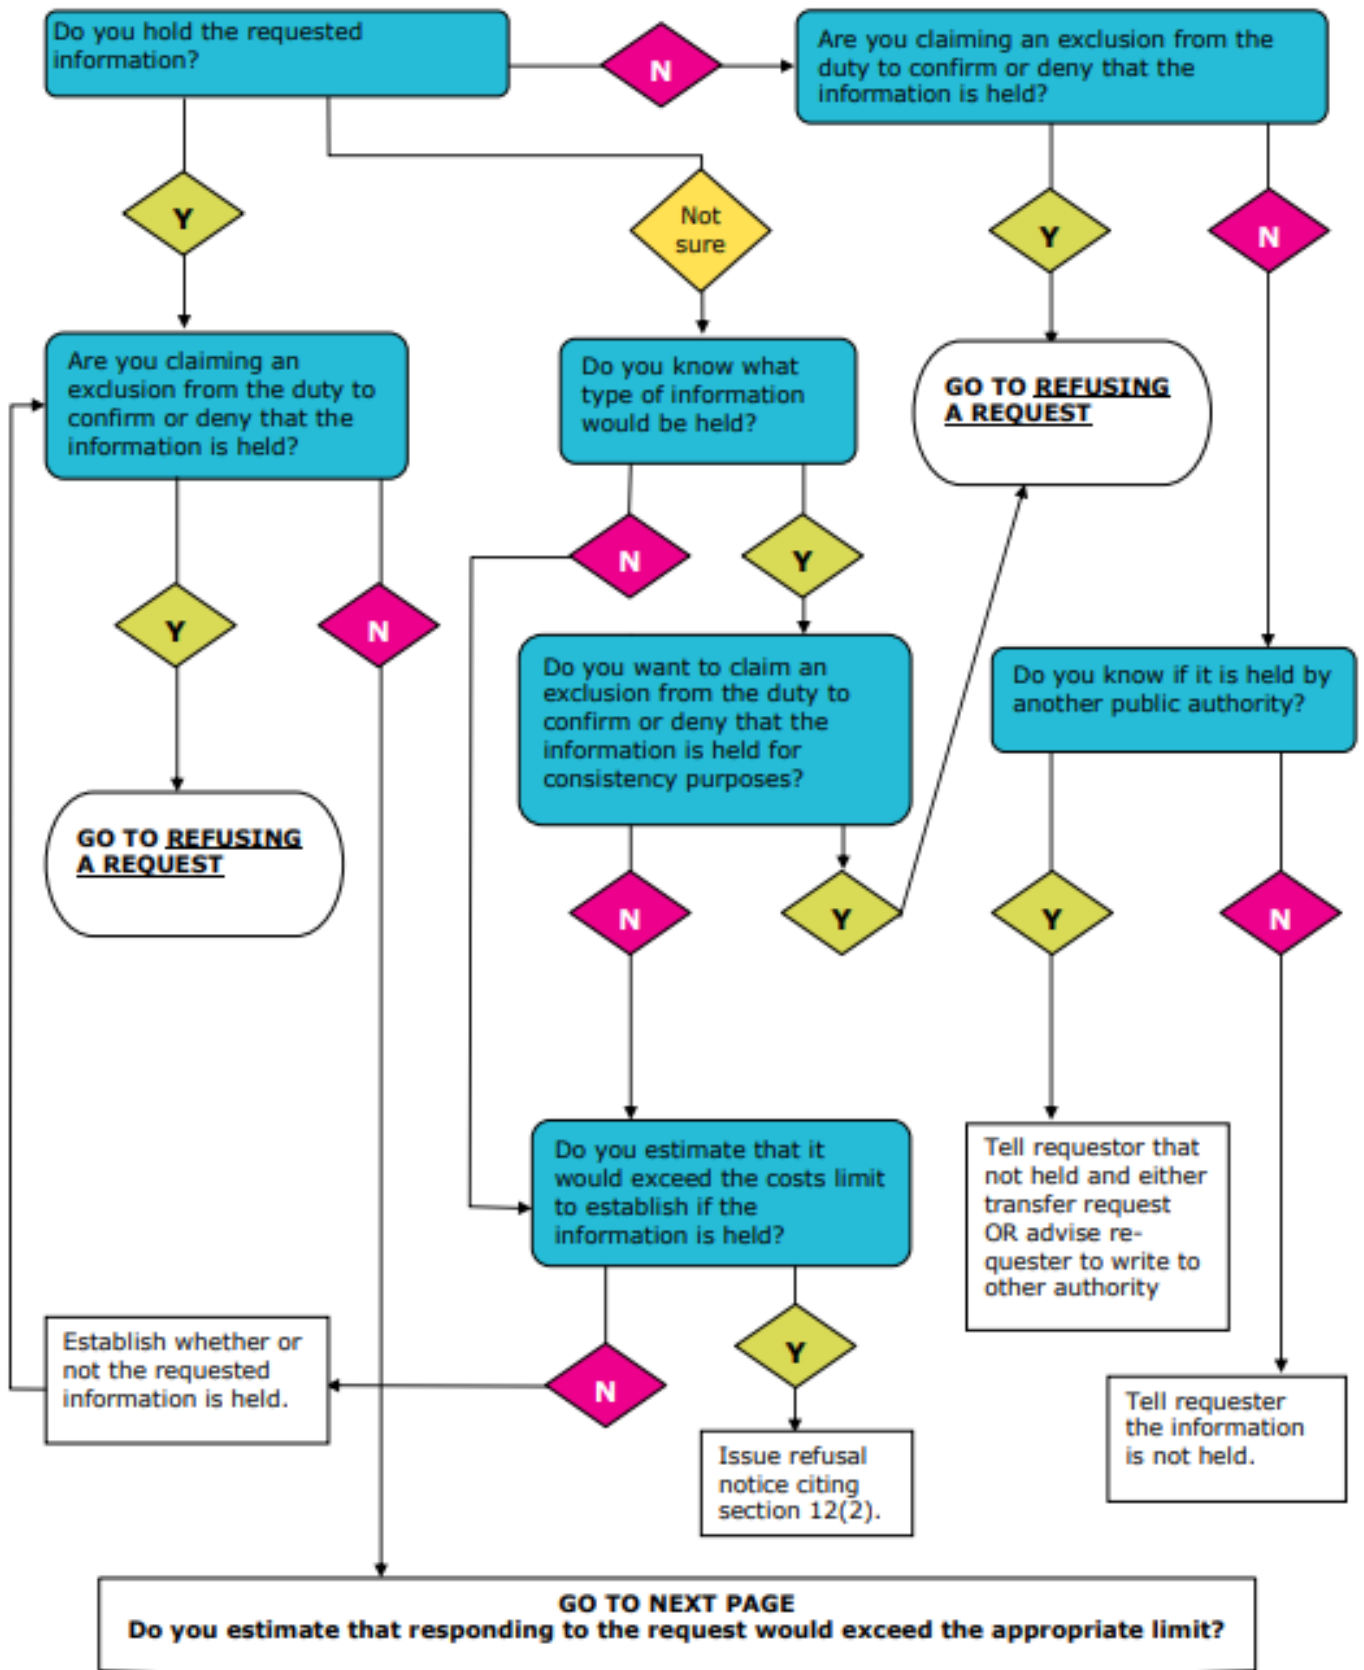 Do you hold the requested
information?
N
Are you claiming an exclusion from the
duty to confirm or deny that the
information is held?
Y
Not
sure
Y
N
Are you claiming an
exclusion from the duty to
confirm or deny that the
information is held?
Do you know what
type of information
would be held?
GO TO REFUSING
A REQUEST
N
Y
Y
N
Do you want to claim an
exclusion from the duty to
confirm or deny that the
information is held for
consistency purposes?
Do you know if it is held by
another public authority?
GO TO REFUSING
A REQUEST
N
Y
Y
N
Do you estimate that it
would exceed the costs limit
to establish if the
information is held?
Tell requestor that
not held and either
transfer request
OR advise re-
quester to write to
other authority
Establish whether or
not the requested
information is held.
N
Y
Tell requester
the information
is not held.
Issue refusal
notice citing
section 12(2).
GO TO NEXT PAGE
Do you estimate that responding to the request would exceed the appropriate limit?